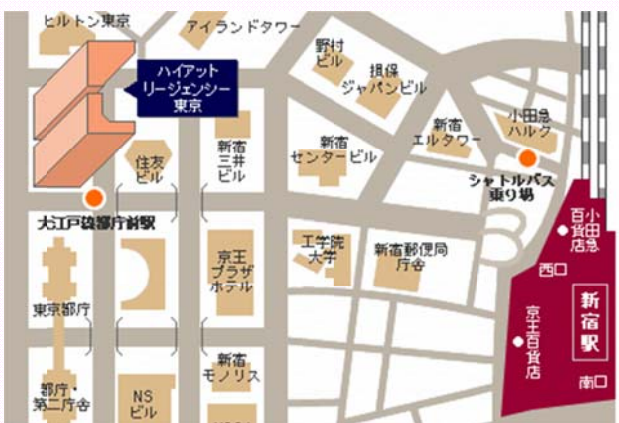 ヒルトン東京
アイランドタワー
野村
ビル
損保
ジャパンビル
ハイアット
リージェンシー
東京
小田急
ハルク
新宿
エルタワー
新宿
センタービル
新宿
三井
ビル
住友
ビル
シャトルバス
乗り場
大江戸線都庁前駅
小田急
百貨店
西口
工学院
大学
新宿郵便局
庁舎
京王
プラザ
ホテル
東京都庁
新宿駅
京王百貨店
新宿
モノリス
南口
都庁・
第二庁舎
NS
ビル